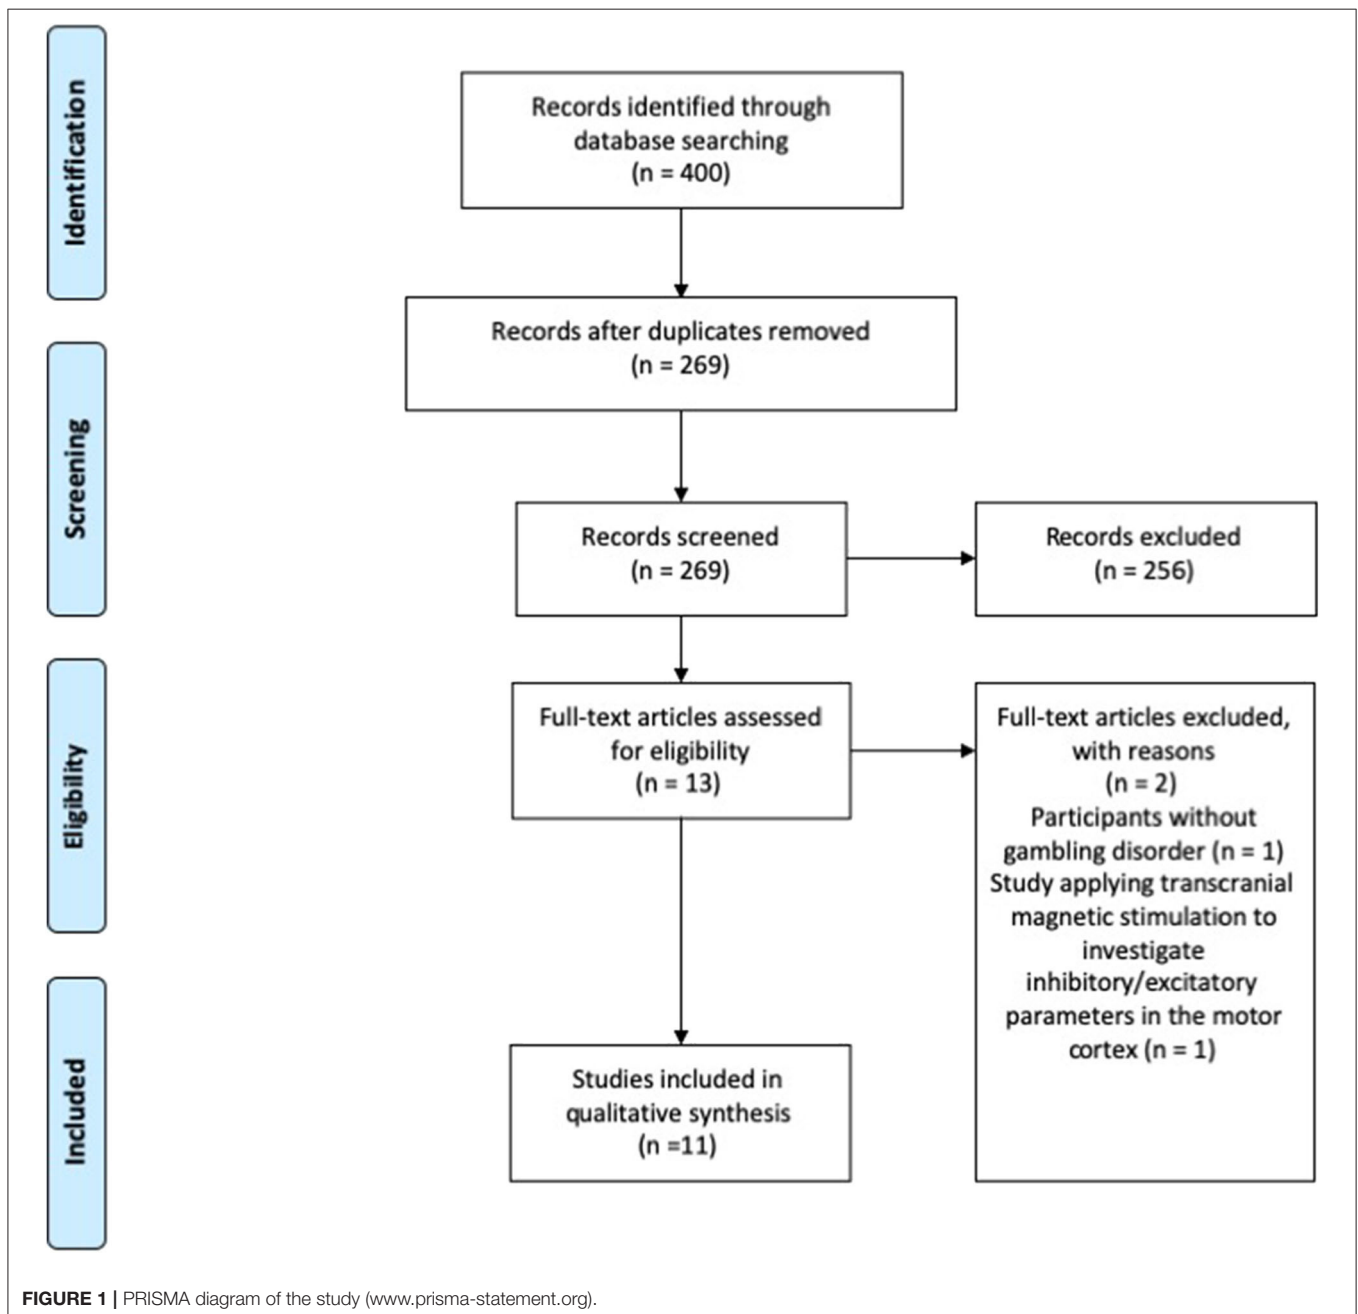 Identification
Records identified through
database searching
(n = 400)
Records after duplicates removed
(n = 269)
Screening
Records screened
(n = 269)
Records excluded
(n = 256)
Eligibility
Full-text articles assessed
for eligibility
(n = 13)
Full-text articles excluded,
with reasons
(n = 2)
Participants without
gambling disorder (n = 1)
Study applying transcranial
magnetic stimulation to
investigate
inhibitory/excitatory
parameters in the motor
cortex (n = 1)
Included
Studies included in
qualitative synthesis
(n =11)
FIGURE 1 | PRISMA diagram of the study (www.prisma-statement.org).